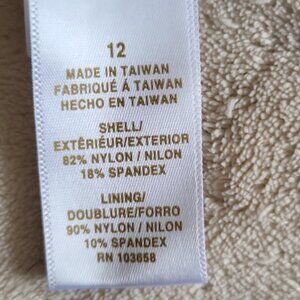 12
MADE IN TAIWAN
FABRIQUÉ Á TAIWAN
HECHO EN TAIWAN
SHELL/
EXTÉRIÉUR/EXTERIOR
82% NYLON / NILON
18% SPANDEX
LINING/
DOUBLURE/FORRO
90% NYLON / NILON
10% SPANDEX
RN 103658